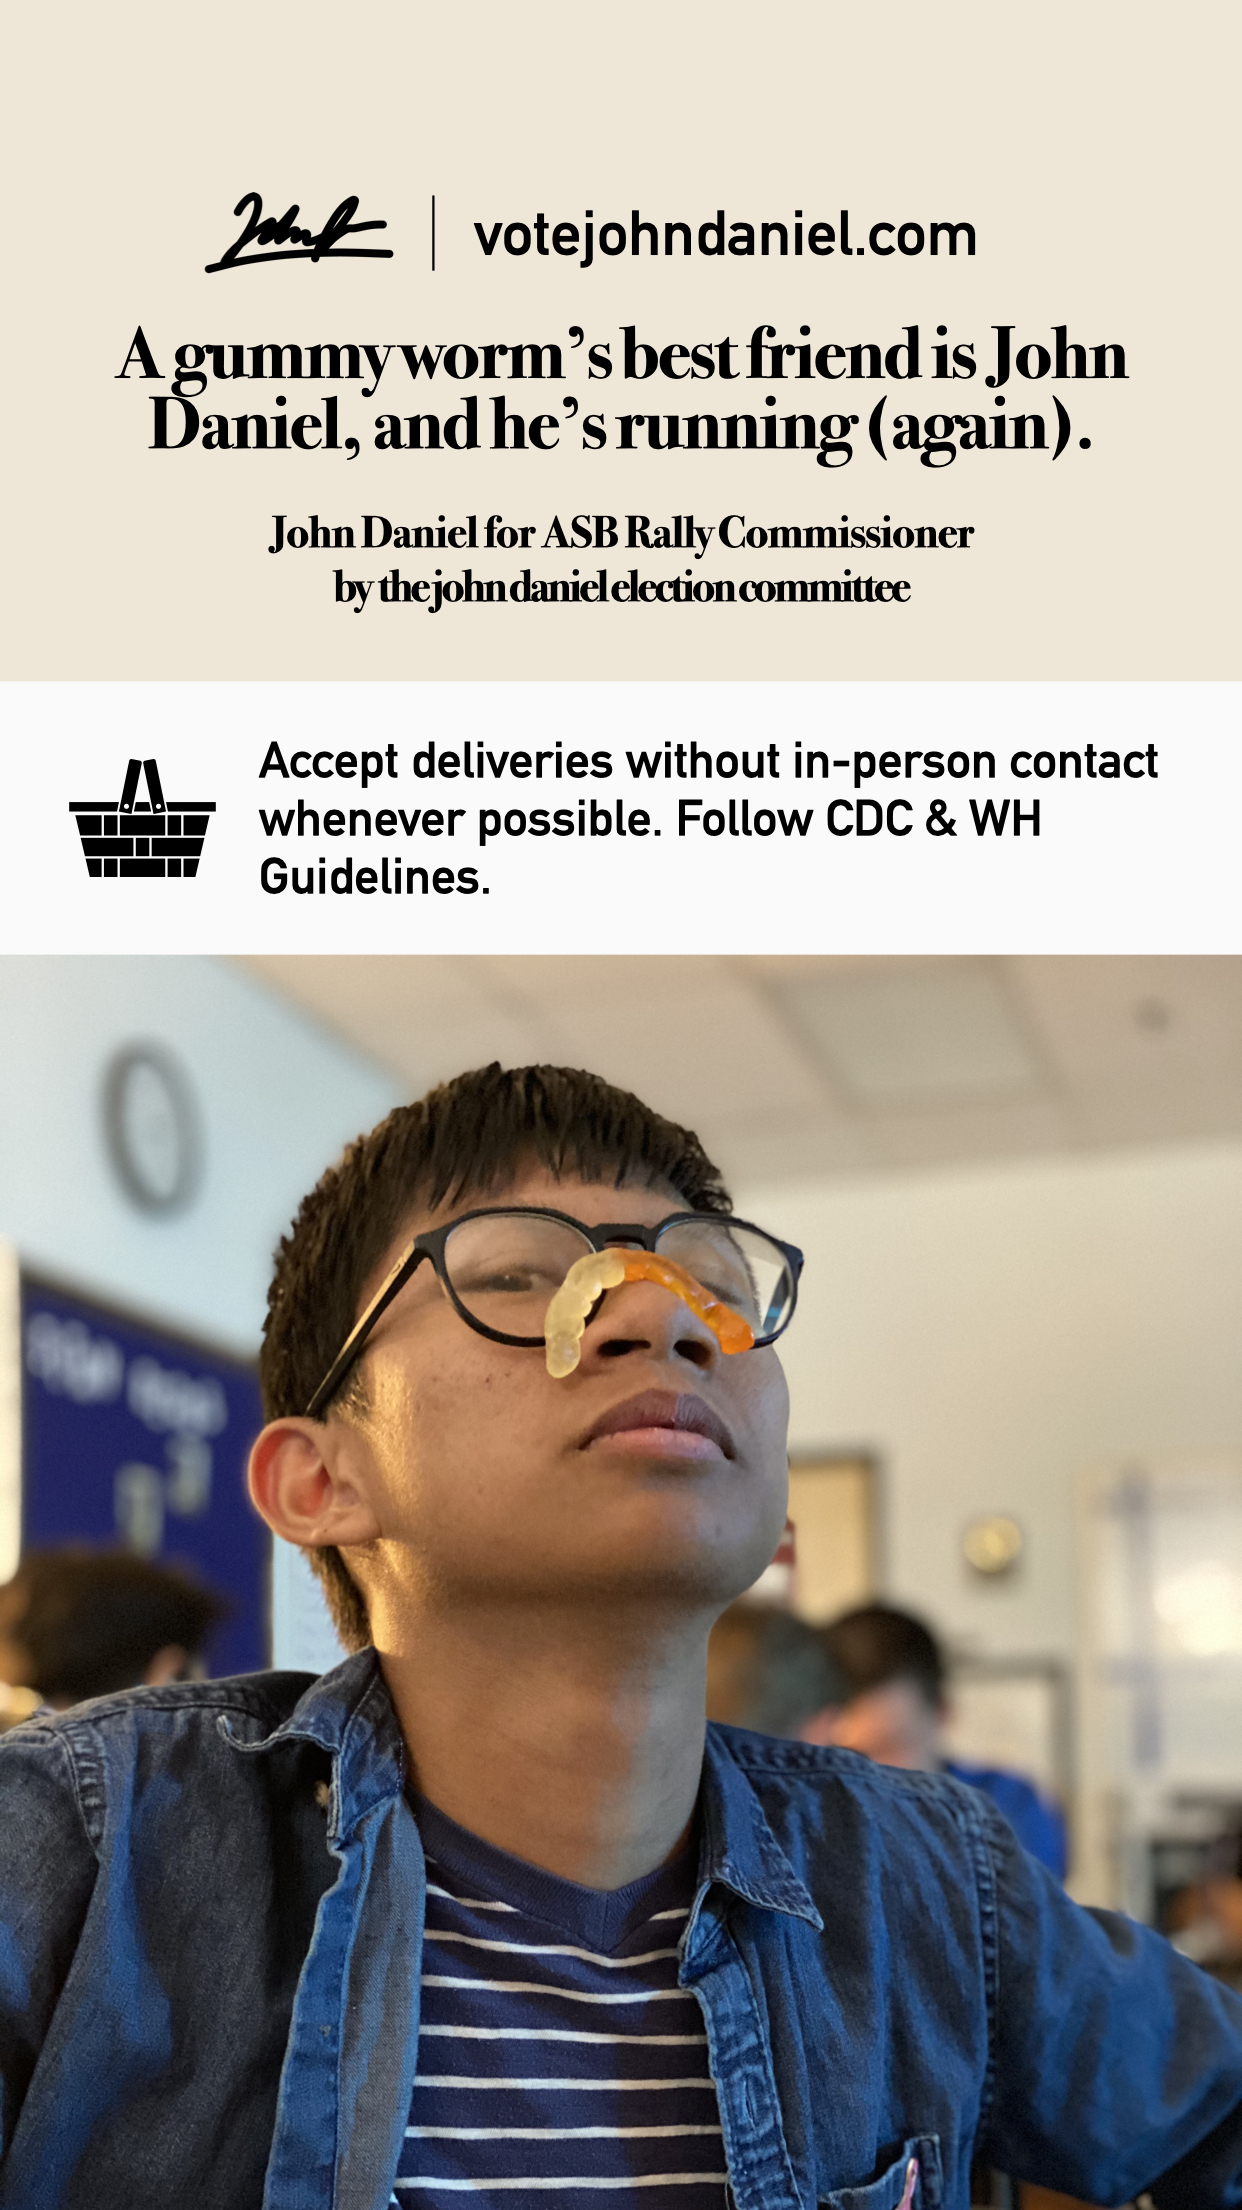 John
votejohndaniel.com
A gummy worm’s best friend is John
Daniel, and he’s running (again).
John Daniel for ASB Rally Commissioner
by the john daniel election committee
Accept deliveries without in-person contact
whenever possible. Follow CDC & WH
Guidelines.